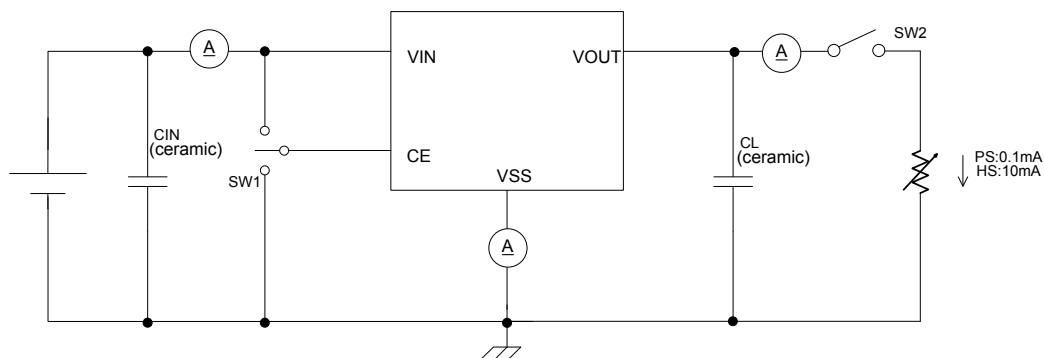 A
A
SW2
VIN
VOUT
CIN
(ceramic)
CE
CL
(ceramic)
SW1
VSS
PS:0.1mA
HS:10mA
A